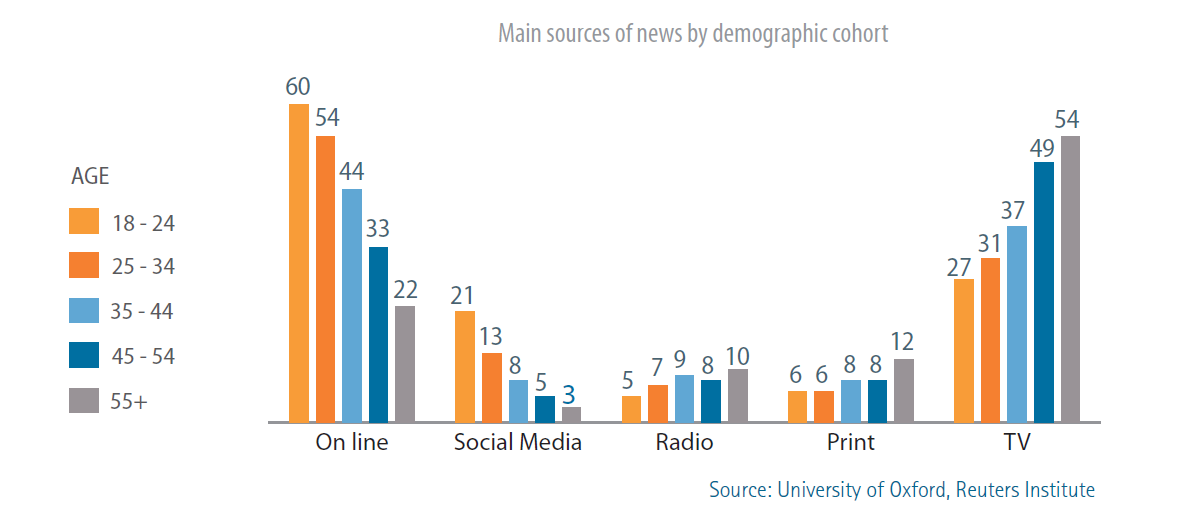 Main sources of news by demographic cohort
AGE
18 - 24
25 - 34
35 - 44
45 - 54
55+
60
54
44
33
22
21
13
8
5
3
5
7
9
8
10
6
6
8
8
12
27
31
37
49
54
On line
Social Media
Radio
Print
TV
Source: University of Oxford, Reuters Institute